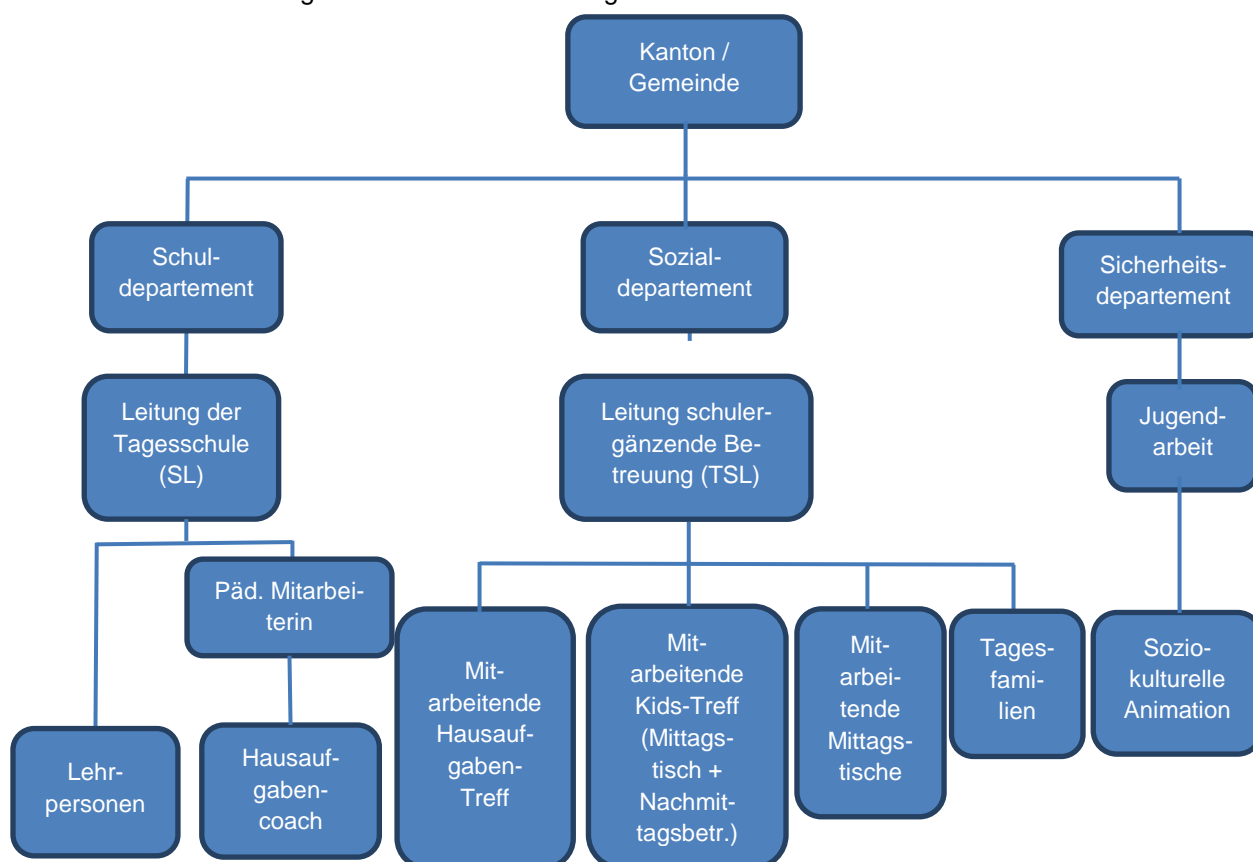 Kanton /
Gemeinde
Schul-
departement
Sozial-
departement
Sicherheits-
departement
Leitung der
Tagesschule
(SL)
Leitung schuler-
gänzende Be-
treuung (TSL)
Jugend-
arbeit
Päd. Mitarbei-
terin
Lehr-
personen
Hausauf-
gaben-
coach
Mit-
arbeitende
Hausauf-
gaben-
Treff
Mit-
arbeitende
Kids-Treff
(Mittags-
tisch +
Nachmit-
tagsbetr.)
Mit-
arbei-
tende
Mittags-
tische
Tages-
fami-
lien
Sozio-
kulturelle
Animation